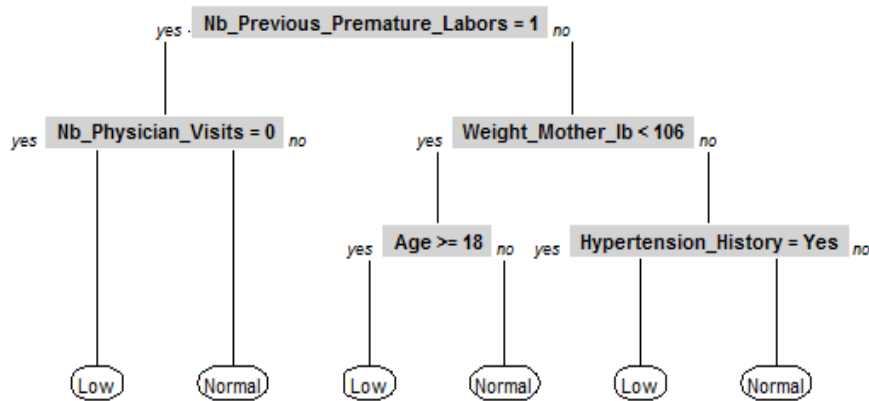 yes Nb_Previous_Premature_Labors = 1 no
yes Nb_Physician_Visits = 0 no
yes Weight_Mother_lb < 106 no
yes Age >= 18 no
yes Hypertension_History = Yes no
Low
Normal
Low
Normal
Low
Normal